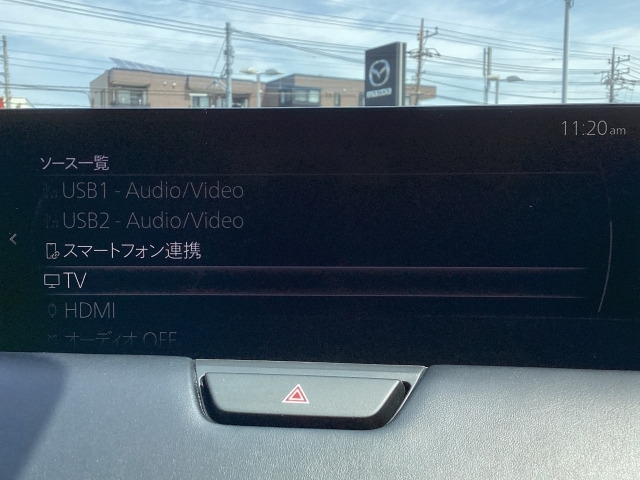 11:20am
ソース一覧
USB1 - Audio/Video
USB2 - Audio/Video
スマートフォン連携
TV
HDMI
オーディオ OFF